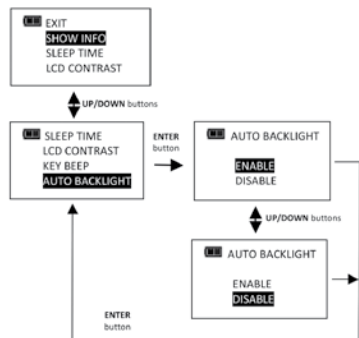 EXIT
SHOW INFO
SLEEP TIME
LCD CONTRAST
UP/DOWN buttons
SLEEP TIME
LCD CONTRAST
KEY BEEP
AUTO BACKLIGHT
ENTER
button
AUTO BACKLIGHT
ENABLE
DISABLE
UP/DOWN buttons
AUTO BACKLIGHT
ENABLE
DISABLE
ENTER
button